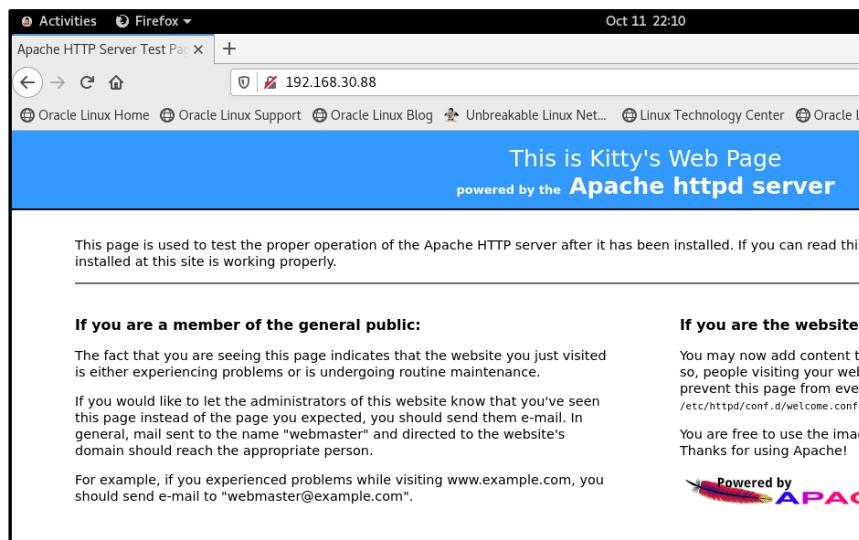 Activities Firefox Oct 11 22:10
Apache HTTP Server Test
192.168.30.88
Oracle Linux Home Oracle Linux Support Oracle Linux Blog Unbreakable Linux Net... Linux Technology Center Oracle
This is Kitty's Web Page
powered by the Apache httpd server
This page is used to test the proper operation of the Apache HTTP server after it has been installed. If you can read
installed at this site is working properly.
If you are a member of the general public:
The fact that you are seeing this page indicates that the website you just visited
is either experiencing problems or is undergoing routine maintenance.
If you would like to let the administrators of this website know that you've seen
this page instead of the page you expected, you should send them e-mail. In
general, mail sent to the name "webmaster" and directed to the website's
domain should reach the appropriate person.
For example, if you experienced problems while visiting www.example.com, you
should send e-mail to "webmaster@example.com".
If you are the website
You may now add content
so, people visiting your
prevent this page from
/etc/httpd/conf.d/welcome.conf
You are free to use the
Thanks for using Apache!
Powered by